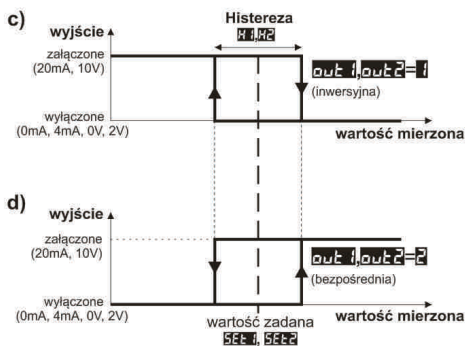 c)
wyjście
Histereza
H1,H2
załączone
(20mA, 10V)
out1,out2=1
(inwersyjna)
wyłączone
(0mA, 4mA, 0V, 2V)
wartość mierzona
d)
wyjście
załączone
(20mA, 10V)
out1,out2=2
(bezpośrednia)
wyłączone
(0mA, 4mA, 0V, 2V)
wartość zadana
SEt1, SEt2
wartość mierzona